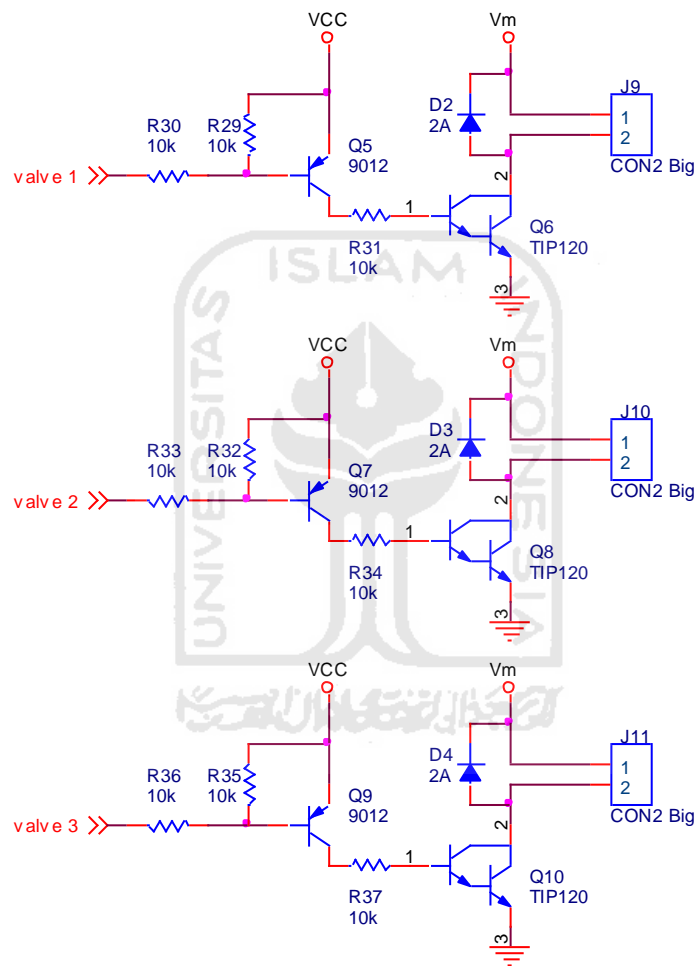 VCC
Vm
J9
D2
2A
1
2
R30
10k
R29
10k
Q5
9012
CON2 Big
valve 1
2
1
Q6
TIP120
R31
10k
3
ISLAM
UNIVERSITAS
INDONESIA
VCC
Vm
J10
D3
2A
1
2
R33
10k
R32
10k
Q7
9012
CON2 Big
valve 2
2
1
Q8
TIP120
R34
10k
3
VCC
Vm
J11
D4
2A
1
2
R36
10k
R35
10k
Q9
9012
CON2 Big
valve 3
2
1
Q10
TIP120
R37
10k
3